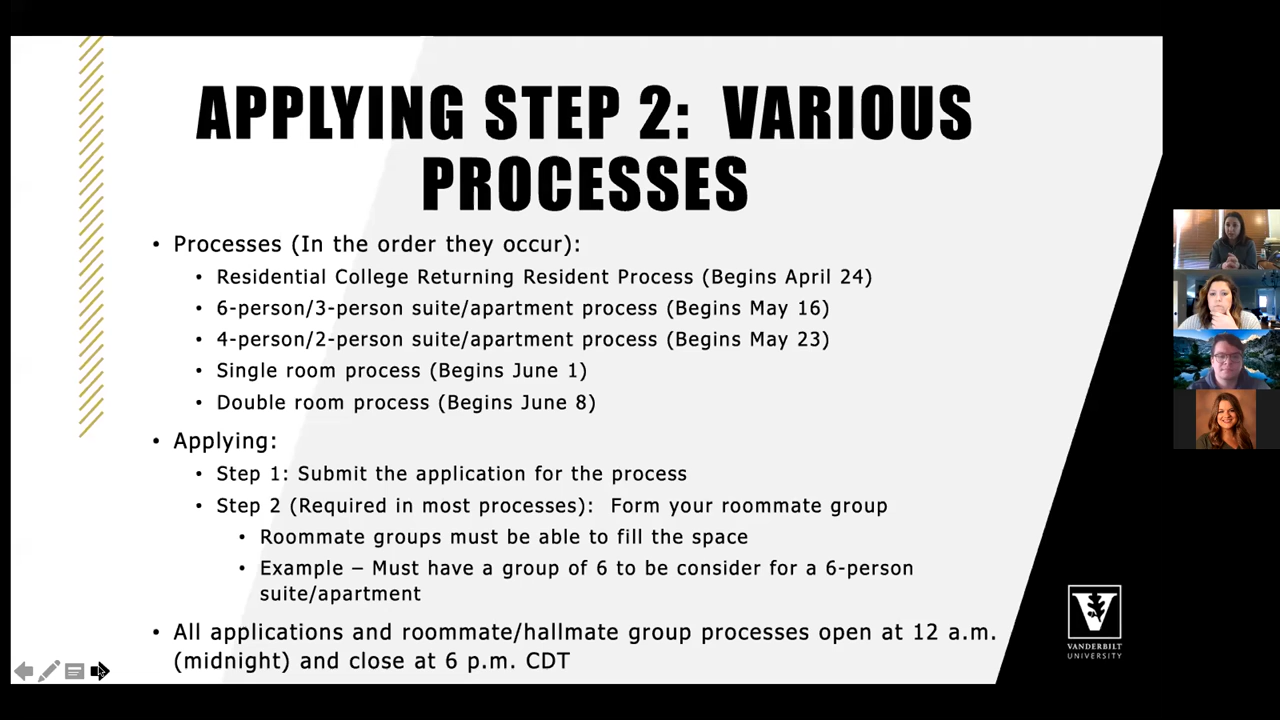 APPLYING STEP 2: VARIOUS
PROCESSES
• Processes (In the order they occur):
• Residential College Returning Resident Process (Begins April 24)
• 6-person/3-person suite/apartment process (Begins May 16)
• 4-person/2-person suite/apartment process (Begins May 23)
• Single room process (Begins June 1)
• Double room process (Begins June 8)
• Applying:
• Step 1: Submit the application for the process
• Step 2 (Required in most processes): Form your roommate group
• Roommate groups must be able to fill the space
• Example – Must have a group of 6 to be consider for a 6-person
suite/apartment
• All applications and roommate/hallmate group processes open at 12 a.m.
(midnight) and close at 6 p.m. CDT
V
VANDERBILT
UNIVERSITY